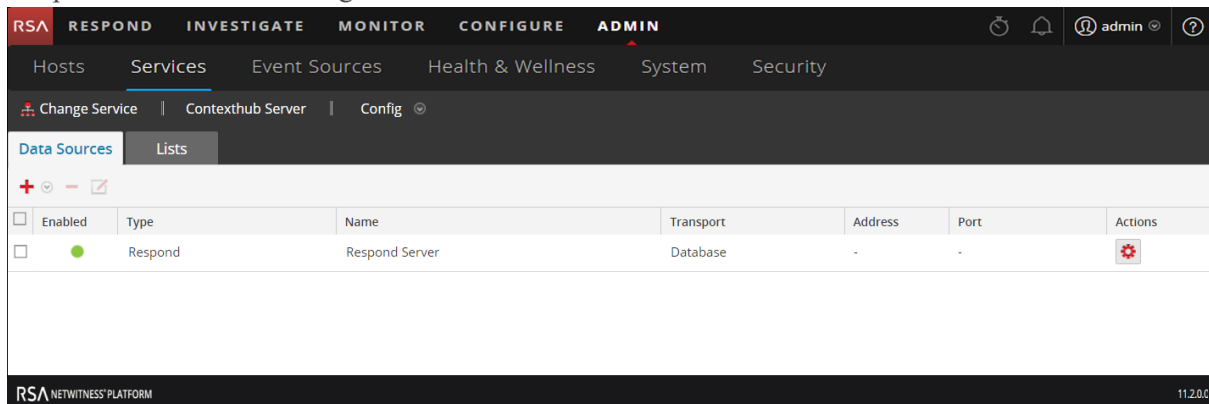 RSA RESPOND INVESTIGATE MONITOR CONFIGURE ADMIN admin ?
Hosts Services Event Sources Health & Wellness System Security
Change Service Contexthub Server Config
Data Sources Lists
Enabled Type Name Transport Address Port Actions
Respond Respond Server Database - -
RSA NETWITNESS® PLATFORM 11.2.0.0